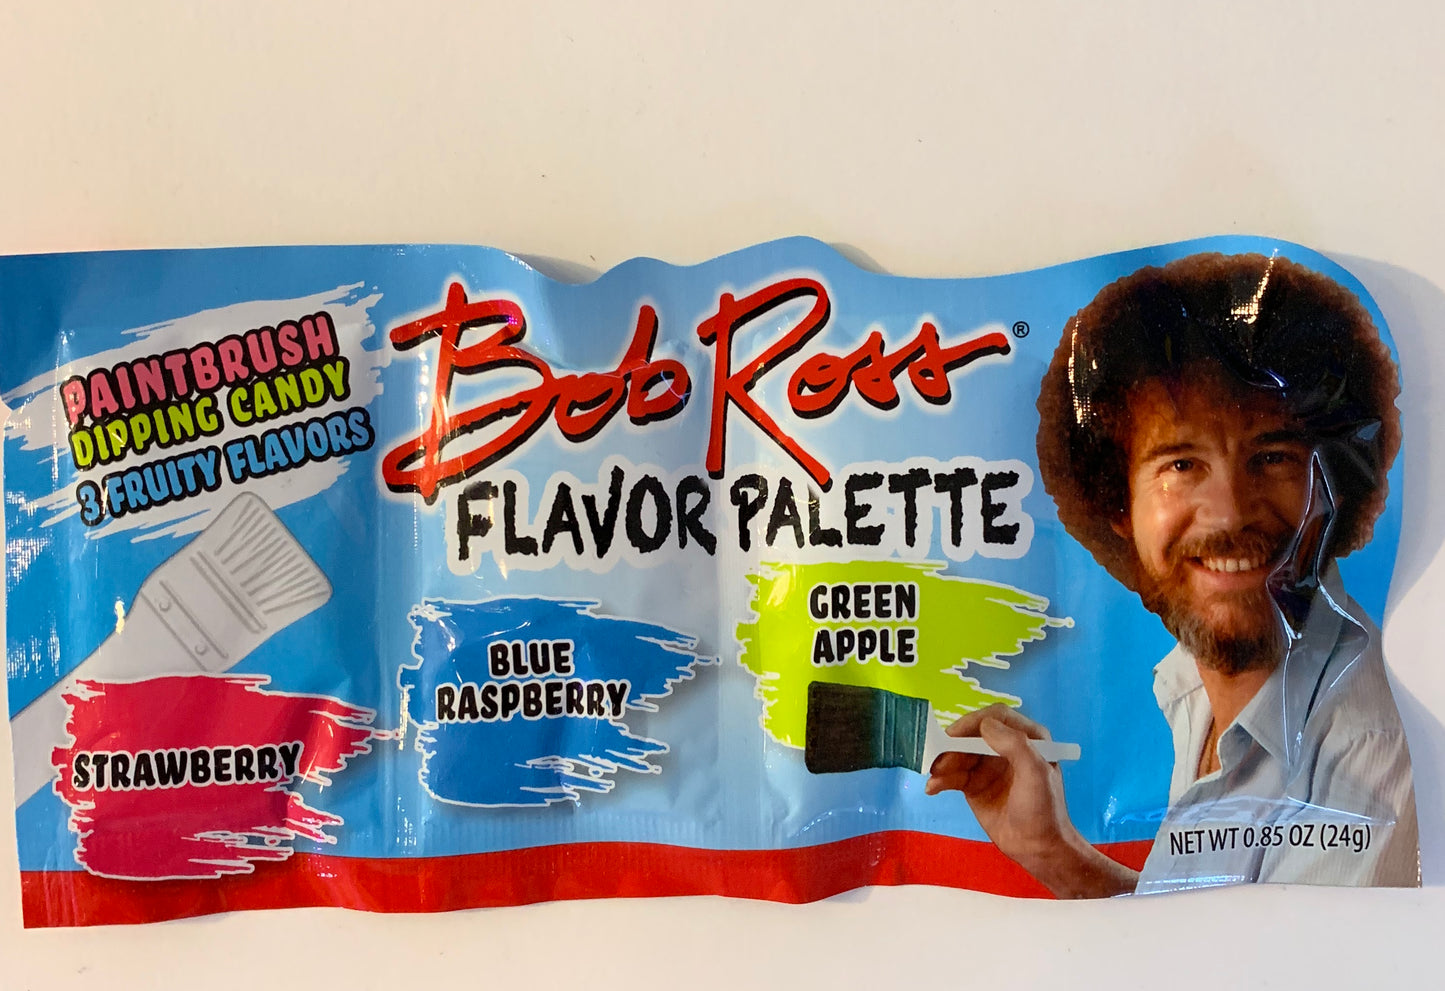 PAINTBRUSH
DIPPING CANDY
3 FRUITY FLAVORS
Bob Ross®
FLAVOR PALETTE
STRAWBERRY
BLUE
RASPBERRY
GREEN
APPLE
NET WT 0.85 OZ (24g)